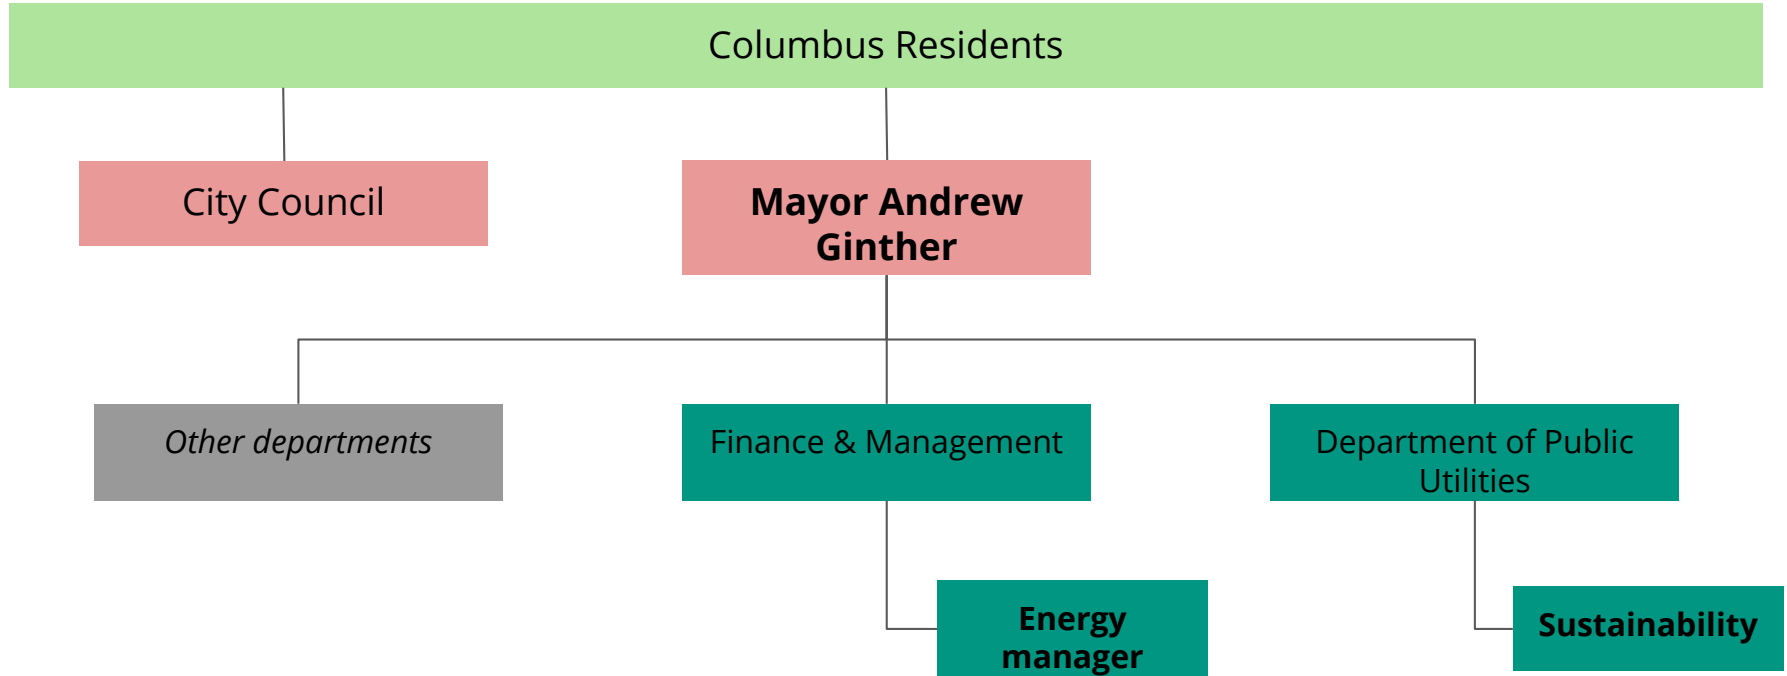 Columbus Residents
City Council
Mayor Andrew
Ginther
Other departments
Finance & Management
Department of Public
Utilities
Energy
manager
Sustainability